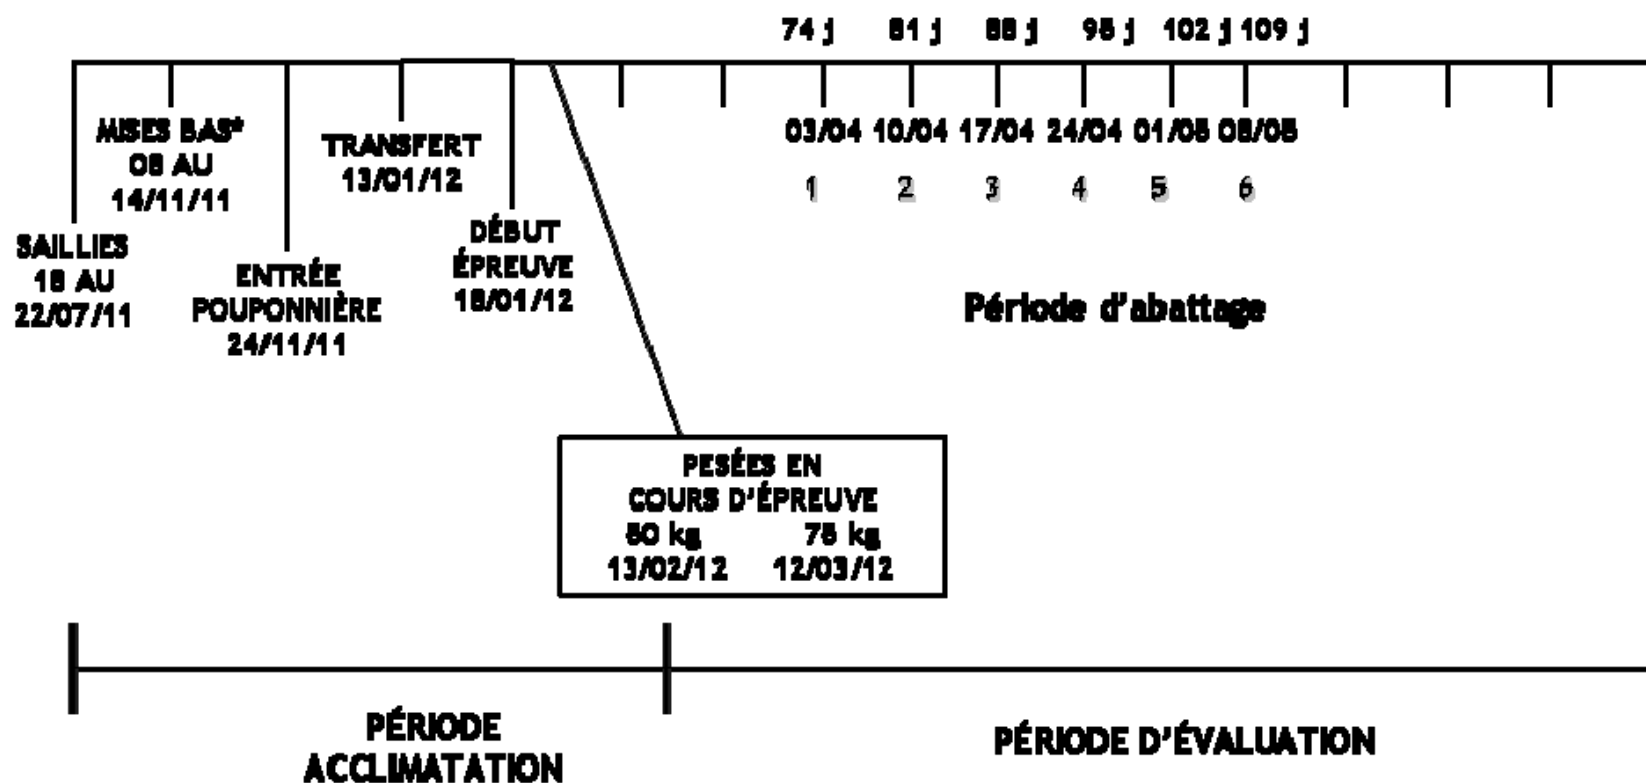 74 j 81 j 88 j 95 j 102 j 109 j
03/04 10/04 17/04 24/04 01/05 08/05
1 2 3 4 5 6
MISES BAS*
08 AU
14/11/11
TRANSFERT
13/01/12
SAILLIES
18 AU
22/07/11
ENTRÉE
POUPONNIÈRE
24/11/11
DÉBUT
ÉPREUVE
18/01/12
Période d'abattage
PESÉES EN
COURS D'ÉPREUVE
50 kg 75 kg
13/02/12 12/03/12
PÉRIODE
ACCLIMATATION
PÉRIODE D'ÉVALUATION